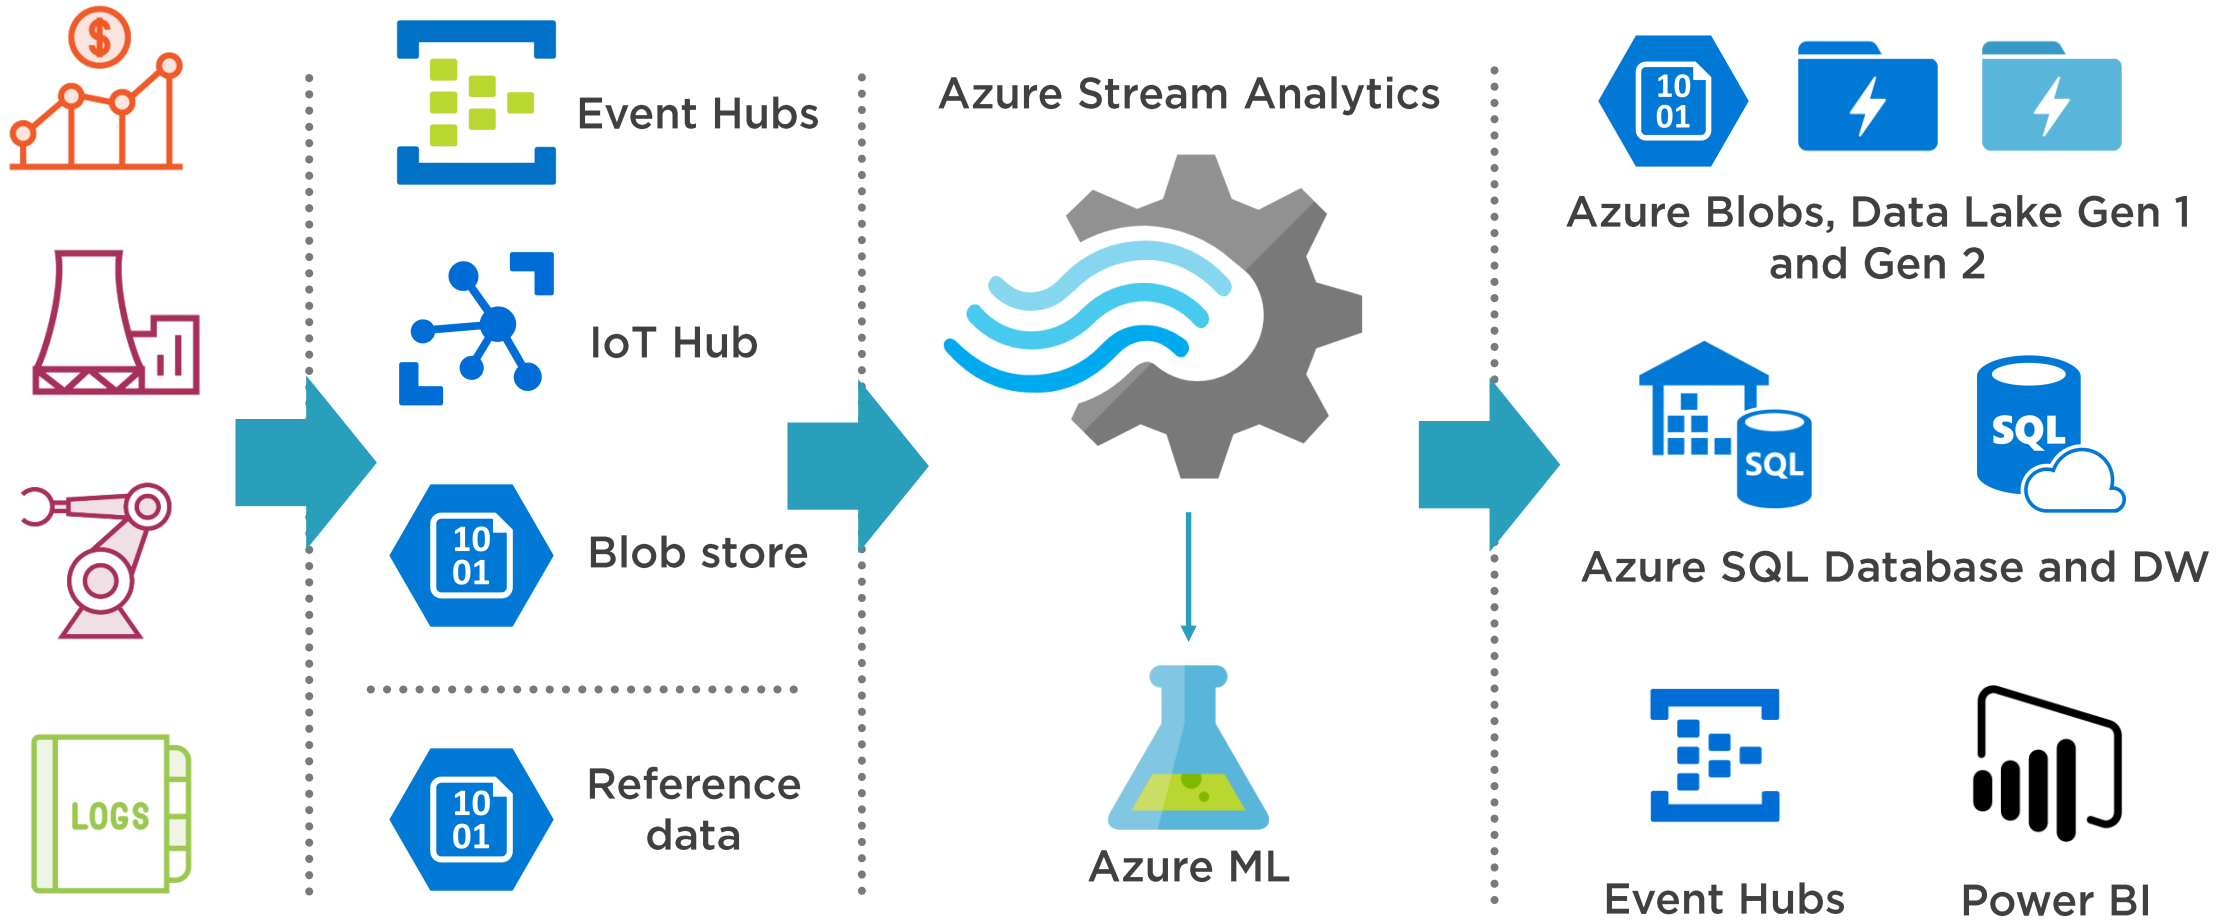 $
LOGS
Event Hubs
IoT Hub
10
01
Blob store
10
01
Reference
data
Azure Stream Analytics
Azure ML
10
01
Azure Blobs, Data Lake Gen 1
and Gen 2
SQL
SQL
Azure SQL Database and DW
Event Hubs
Power BI